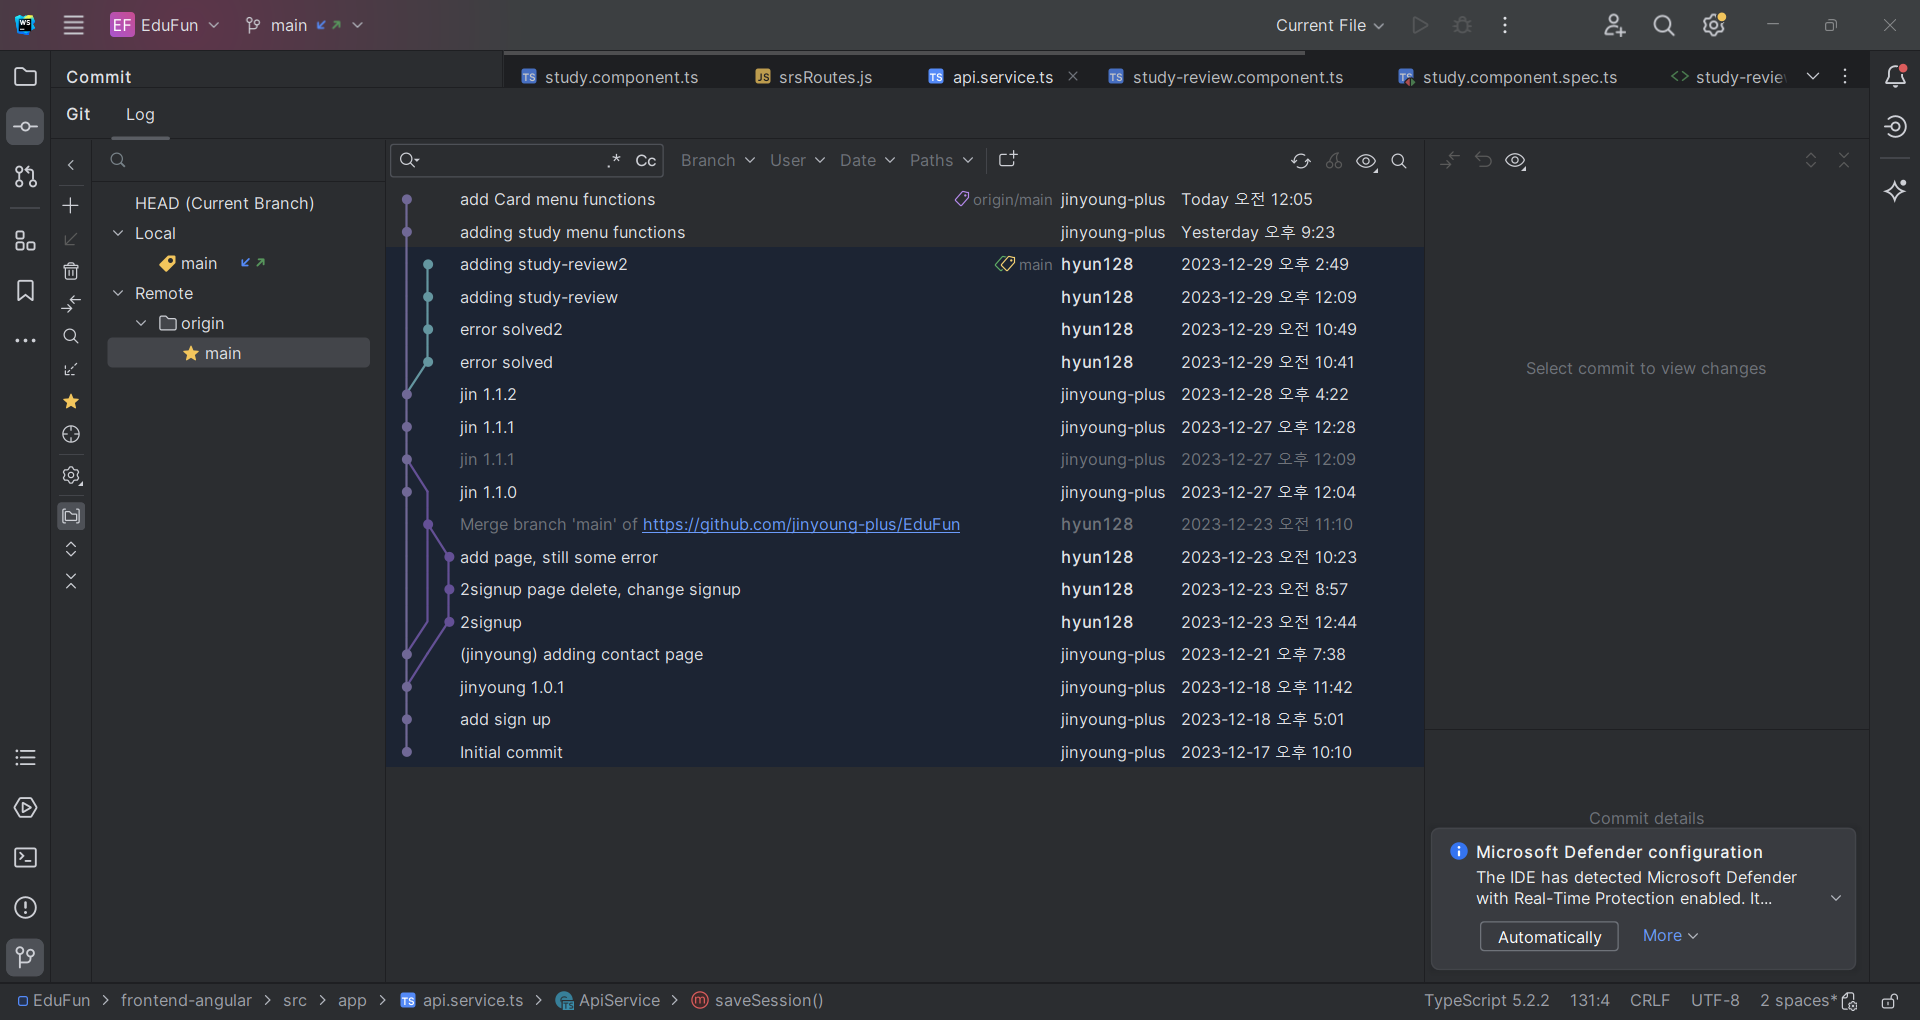 EF EduFun main Current File
Commit
study.component.ts srsRoutes.js api.service.ts study-review.component.ts study.component.spec.ts study-revie
Git Log
.* Cc Branch User Date Paths
HEAD (Current Branch)
Local
main
Remote
origin
main
add Card menu functions origin/main jinyoung-plus Today 오전 12:05
adding study menu functions jinyoung-plus Yesterday 오후 9:23
adding study-review2 main hyun128 2023-12-29 오후 2:49
adding study-review hyun128 2023-12-29 오후 12:09
error solved2 hyun128 2023-12-29 오전 10:49
error solved hyun128 2023-12-29 오전 10:41
jin 1.1.2 jinyoung-plus 2023-12-28 오후 4:22
jin 1.1.1 jinyoung-plus 2023-12-27 오후 12:28
jin 1.1.1 jinyoung-plus 2023-12-27 오후 12:09
jin 1.1.0 jinyoung-plus 2023-12-27 오후 12:04
Merge branch 'main' of https://github.com/jinyoung-plus/EduFun hyun128 2023-12-23 오전 11:10
add page, still some error hyun128 2023-12-23 오전 10:23
2signup page delete, change signup hyun128 2023-12-23 오전 8:57
2signup hyun128 2023-12-23 오전 12:44
(jinyoung) adding contact page jinyoung-plus 2023-12-21 오후 7:38
jinyoung 1.0.1 jinyoung-plus 2023-12-18 오후 11:42
add sign up jinyoung-plus 2023-12-18 오후 5:01
Initial commit jinyoung-plus 2023-12-17 오후 10:10
Select commit to view changes
Commit details
Microsoft Defender configuration
The IDE has detected Microsoft Defender
with Real-Time Protection enabled. It...
Automatically More
EduFun frontend-angular src app TS api.service.ts ApiService saveSession() TypeScript 5.2.2 131:4 CRLF UTF-8 2 spaces*